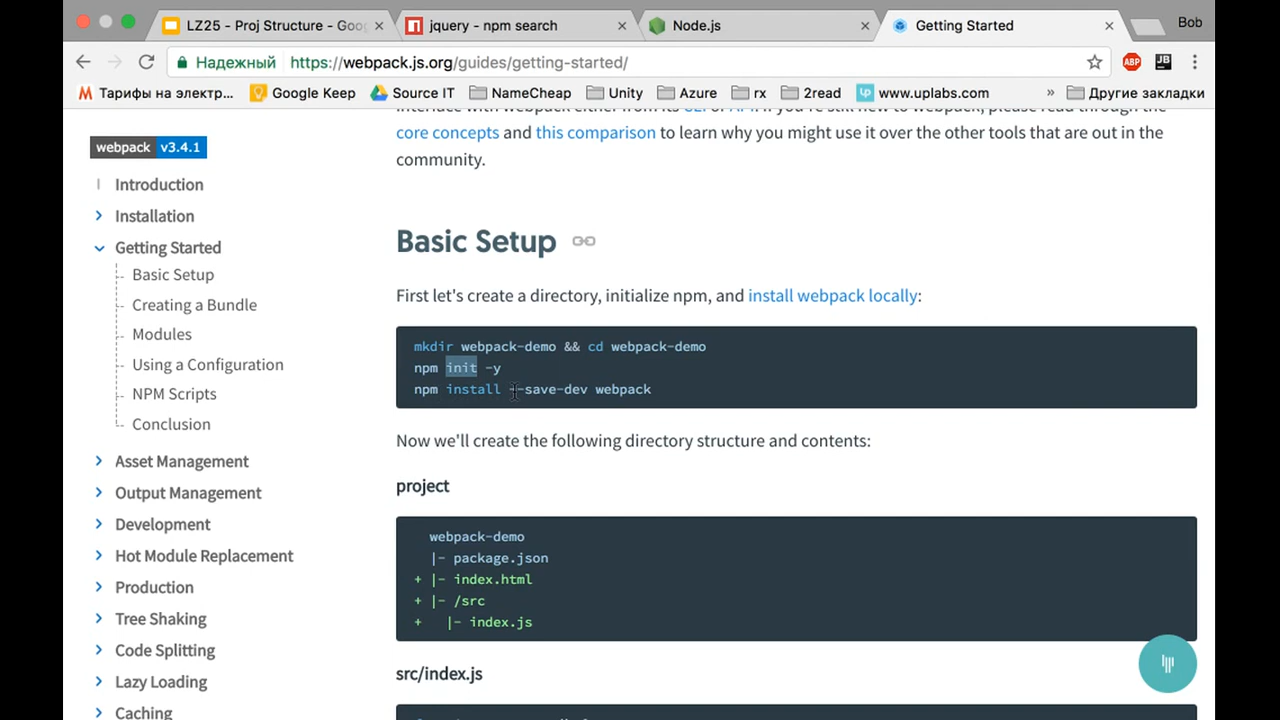 LZ25 - Proj Structure - Goo
jquery - npm search
Node.js
Getting Started
Bob
Надежный
https://webpack.js.org/guides/getting-started/
ABP
JB
Тарифы на электр...
Google Keep
Source IT
NameCheap
Unity
Azure
rx
2read
www.uplabs.com
»
Другие закладки
core concepts and this comparison to learn why you might use it over the other tools that are out in the
community.
webpack v3.4.1
Introduction
Installation
Getting Started
Basic Setup
Creating a Bundle
Modules
Using a Configuration
NPM Scripts
Conclusion
Asset Management
Output Management
Development
Hot Module Replacement
Production
Tree Shaking
Code Splitting
Lazy Loading
Caching
Basic Setup
First let's create a directory, initialize npm, and install webpack locally:
mkdir webpack-demo && cd webpack-demo
npm init -y
npm install --save-dev webpack
Now we'll create the following directory structure and contents:
project
webpack-demo
|- package.json
+ |- index.html
+ |- /src
+ |- index.js
src/index.js